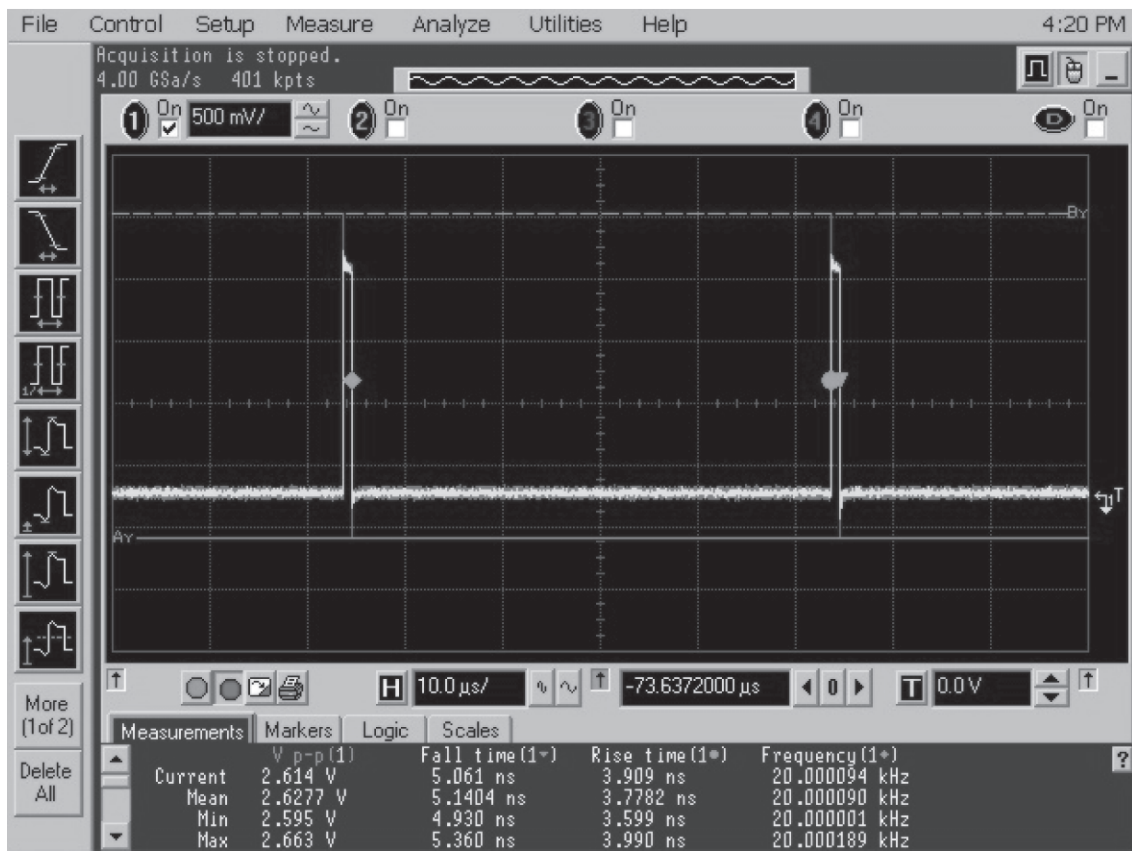 File Control Setup Measure Analyze Utilities Help 4:20 PM
Acquisition is stopped.
4.00 GSa/s 401 kpts
1 On 500 mV/ 2 On 3 On 4 On D On
By
T
Ay
H 10.0 µs/ -73.6372000 µs 0 T 0.0 V
More
(1of 2)
Delete
All
Measurements Markers Logic Scales
V p-p(1) Fall time(1) Rise time(1) Frequency(1) ?
Current 2.614 V 5.061 ns 3.909 ns 20.000094 kHz
Mean 2.6277 V 5.1404 ns 3.7782 ns 20.000090 kHz
Min 2.595 V 4.930 ns 3.599 ns 20.000001 kHz
Max 2.663 V 5.360 ns 3.990 ns 20.000189 kHz